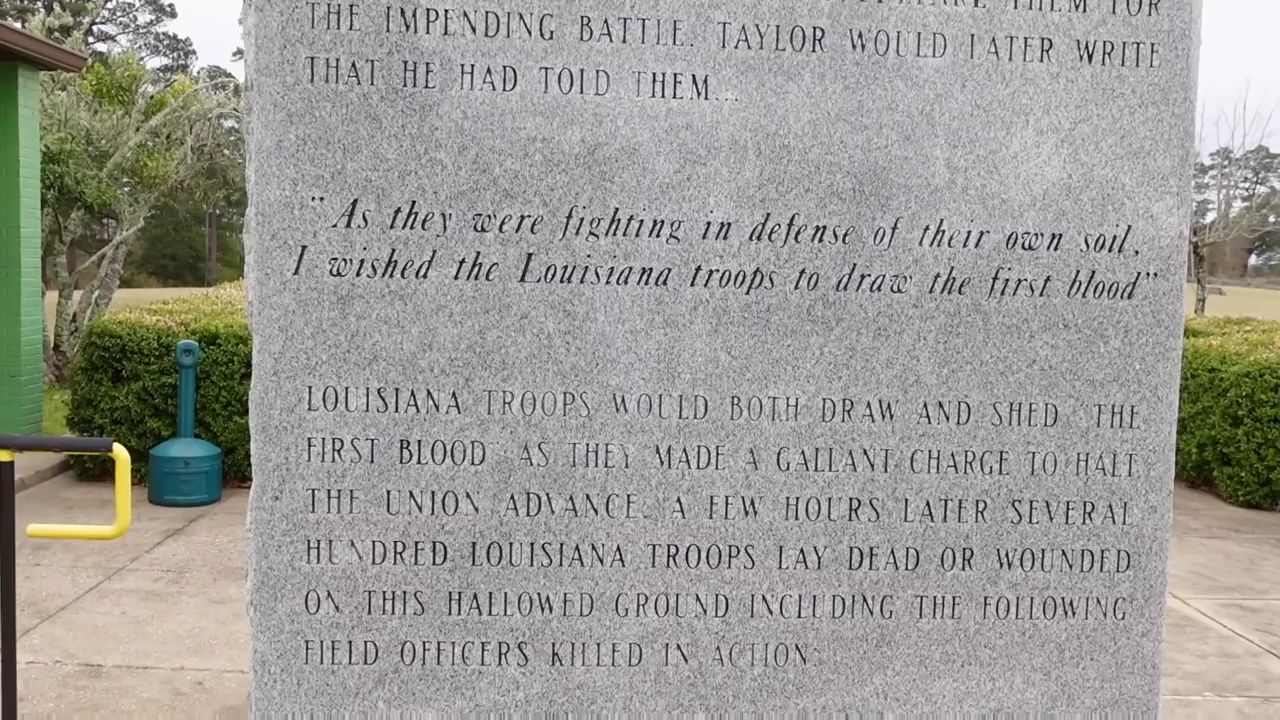 THEM FOR
THE IMPENDING BATTLE. TAYLOR WOULD LATER WRITE
THAT HE HAD TOLD THEM...
"As they were fighting in defense of their own soil,
I wished the Louisiana troops to draw the first blood"
LOUISIANA TROOPS WOULD BOTH DRAW AND SHED "THE
FIRST BLOOD" AS THEY MADE A GALLANT CHARGE TO HALT
THE UNION ADVANCE. A FEW HOURS LATER SEVERAL
HUNDRED LOUISIANA TROOPS LAY DEAD OR WOUNDED
ON THIS HALLOWED GROUND INCLUDING THE FOLLOWING
FIELD OFFICERS KILLED IN ACTION: